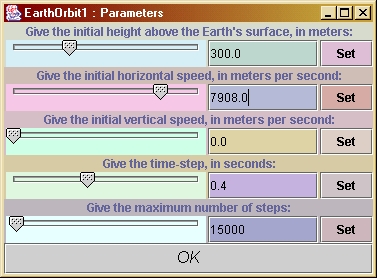 EarthOrbit1 : Parameters
Give the initial height above the Earth's surface, in meters:
300.0 Set
Give the initial horizontal speed, in meters per second:
7908.0 Set
Give the initial vertical speed, in meters per second:
0.0 Set
Give the time-step, in seconds:
0.4 Set
Give the maximum number of steps:
15000 Set
OK